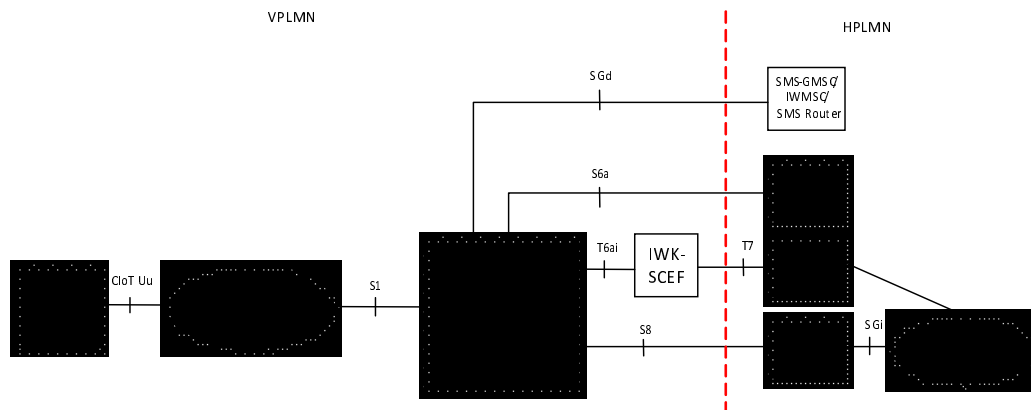 VPLMN
HPLMN
SGd
SMS-GMSC/
IWMSC/
SMS Router
S6a
T6ai
IWK-
SCEF
T7
CIoT Uu
S1
S8
SGi